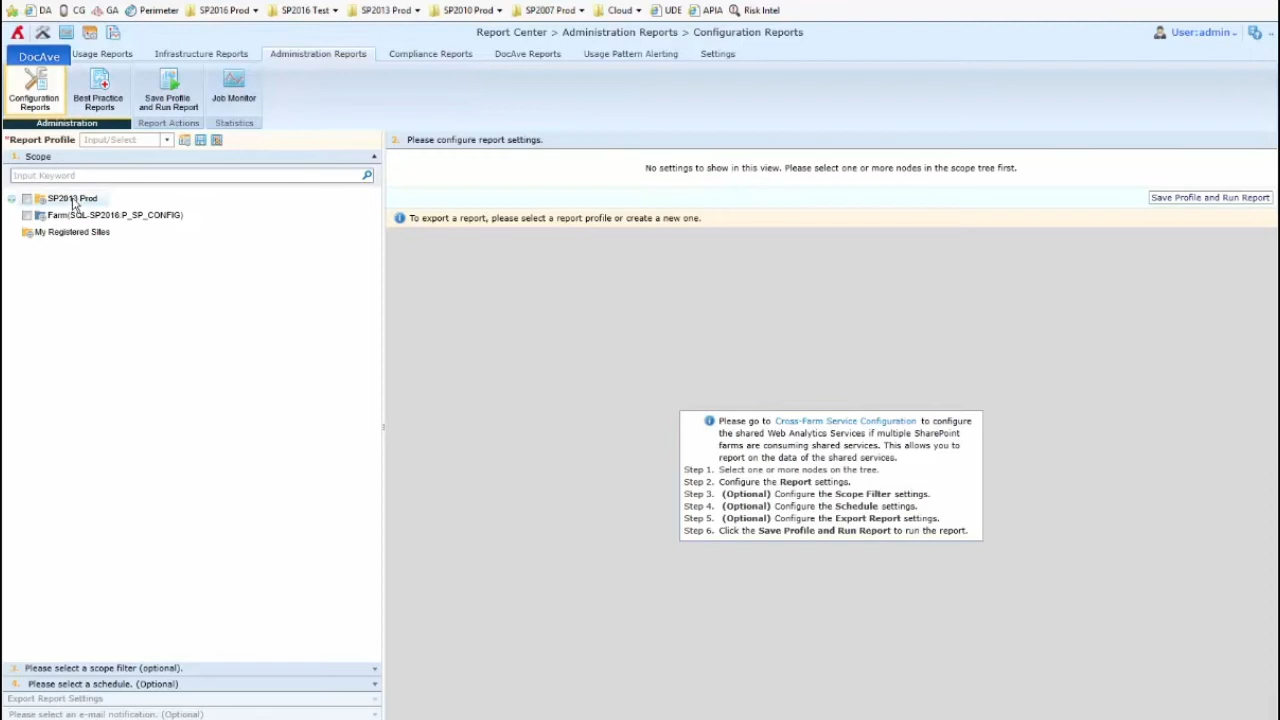 DA CG GA Perimeter SP2016 Prod SP2016 Test SP2013 Prod SP2010 Prod SP2007 Prod Cloud UDE APIA Risk Intel
Report Center > Administration Reports > Configuration Reports
User:admin
DocAve
Usage Reports Infrastructure Reports Administration Reports Compliance Reports DocAve Reports Usage Pattern Alerting Settings
Configuration Reports
Best Practice Reports
Save Profile and Run Report
Job Monitor
Administration Report Actions Statistics
*Report Profile Input/Select
2. Please configure report settings.
1. Scope
Input Keyword
No settings to show in this view. Please select one or more nodes in the scope tree first.
Prod
Save Profile and Run Report
Farm(SQL-SP2016:P_SP_CONFIG)
To export a report, please select a report profile or create a new one.
My Registered Sites
Please go to Cross-Farm Service Configuration to configure
the shared Web Analytics Services if multiple SharePoint
farms are consuming shared services. This allows you to
report on the data of the shared services.
Step 1. Select one or more nodes on the tree.
Step 2. Configure the Report settings.
Step 3. (Optional) Configure the Scope Filter settings.
Step 4. (Optional) Configure the Schedule settings.
Step 5. (Optional) Configure the Export Report settings.
Step 6. Click the Save Profile and Run Report to run the report.
3. Please select a scope filter (optional).
4. Please select a schedule. (Optional)
Export Report Settings
Please select an e-mail notification. (Optional)